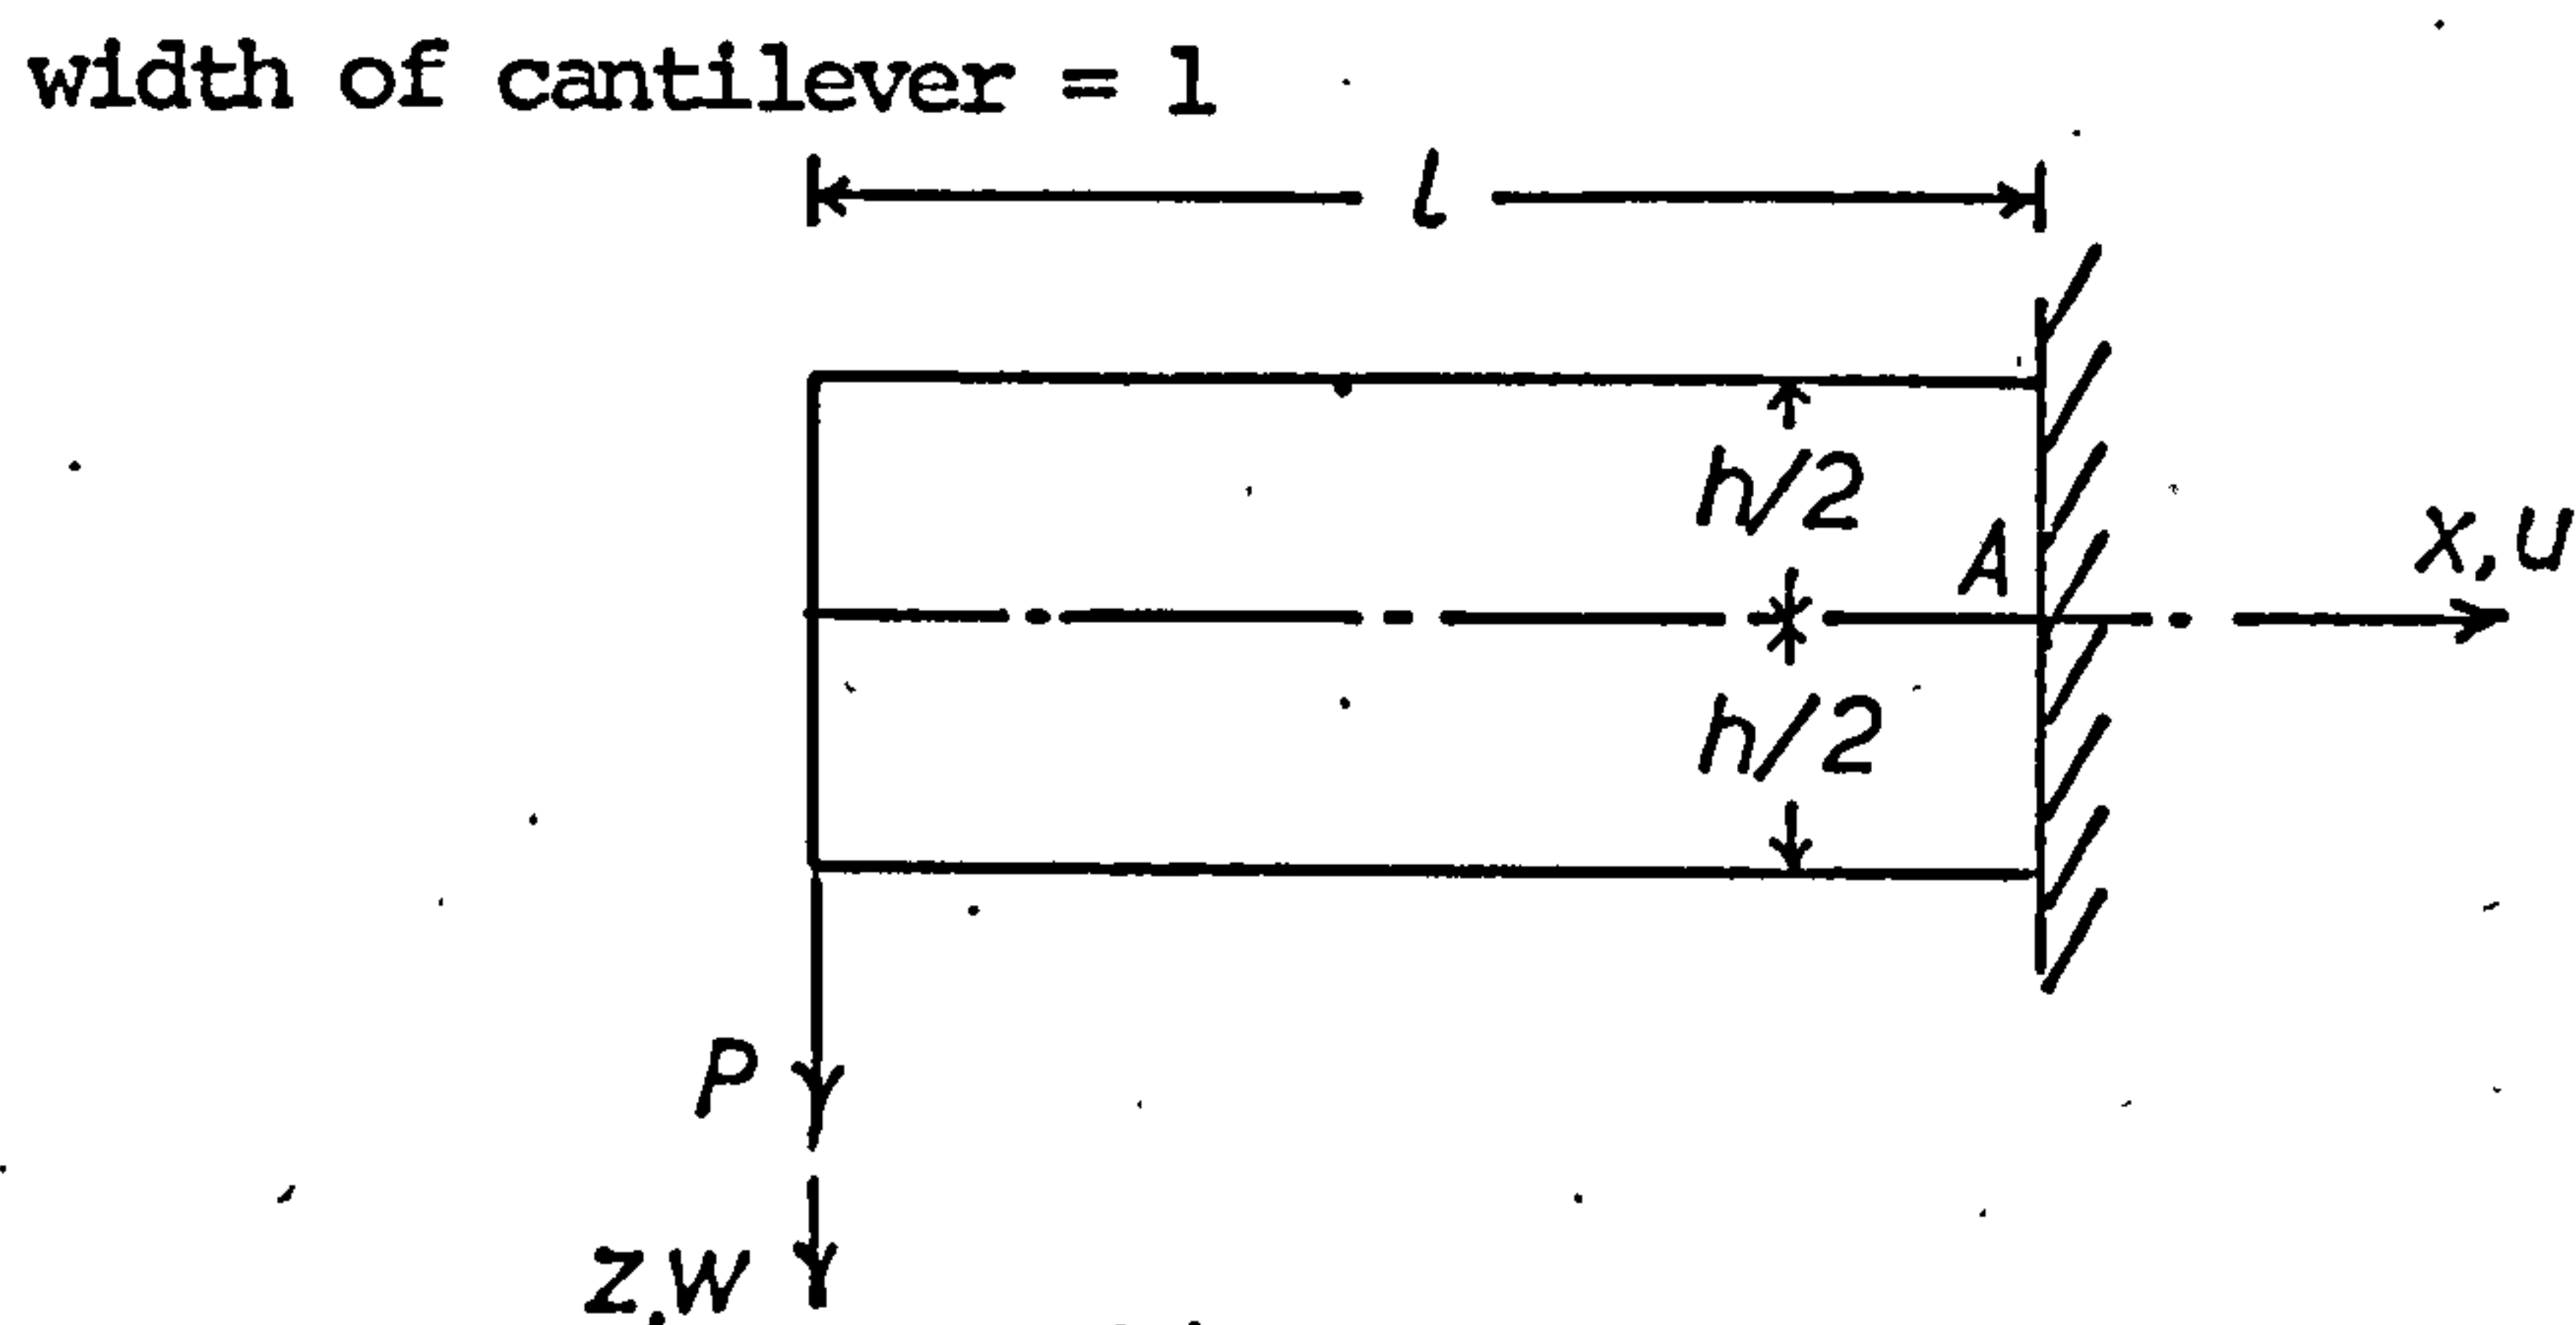 width of cantilever = 1
l
h/2
A
x,u
h/2
P
z,w